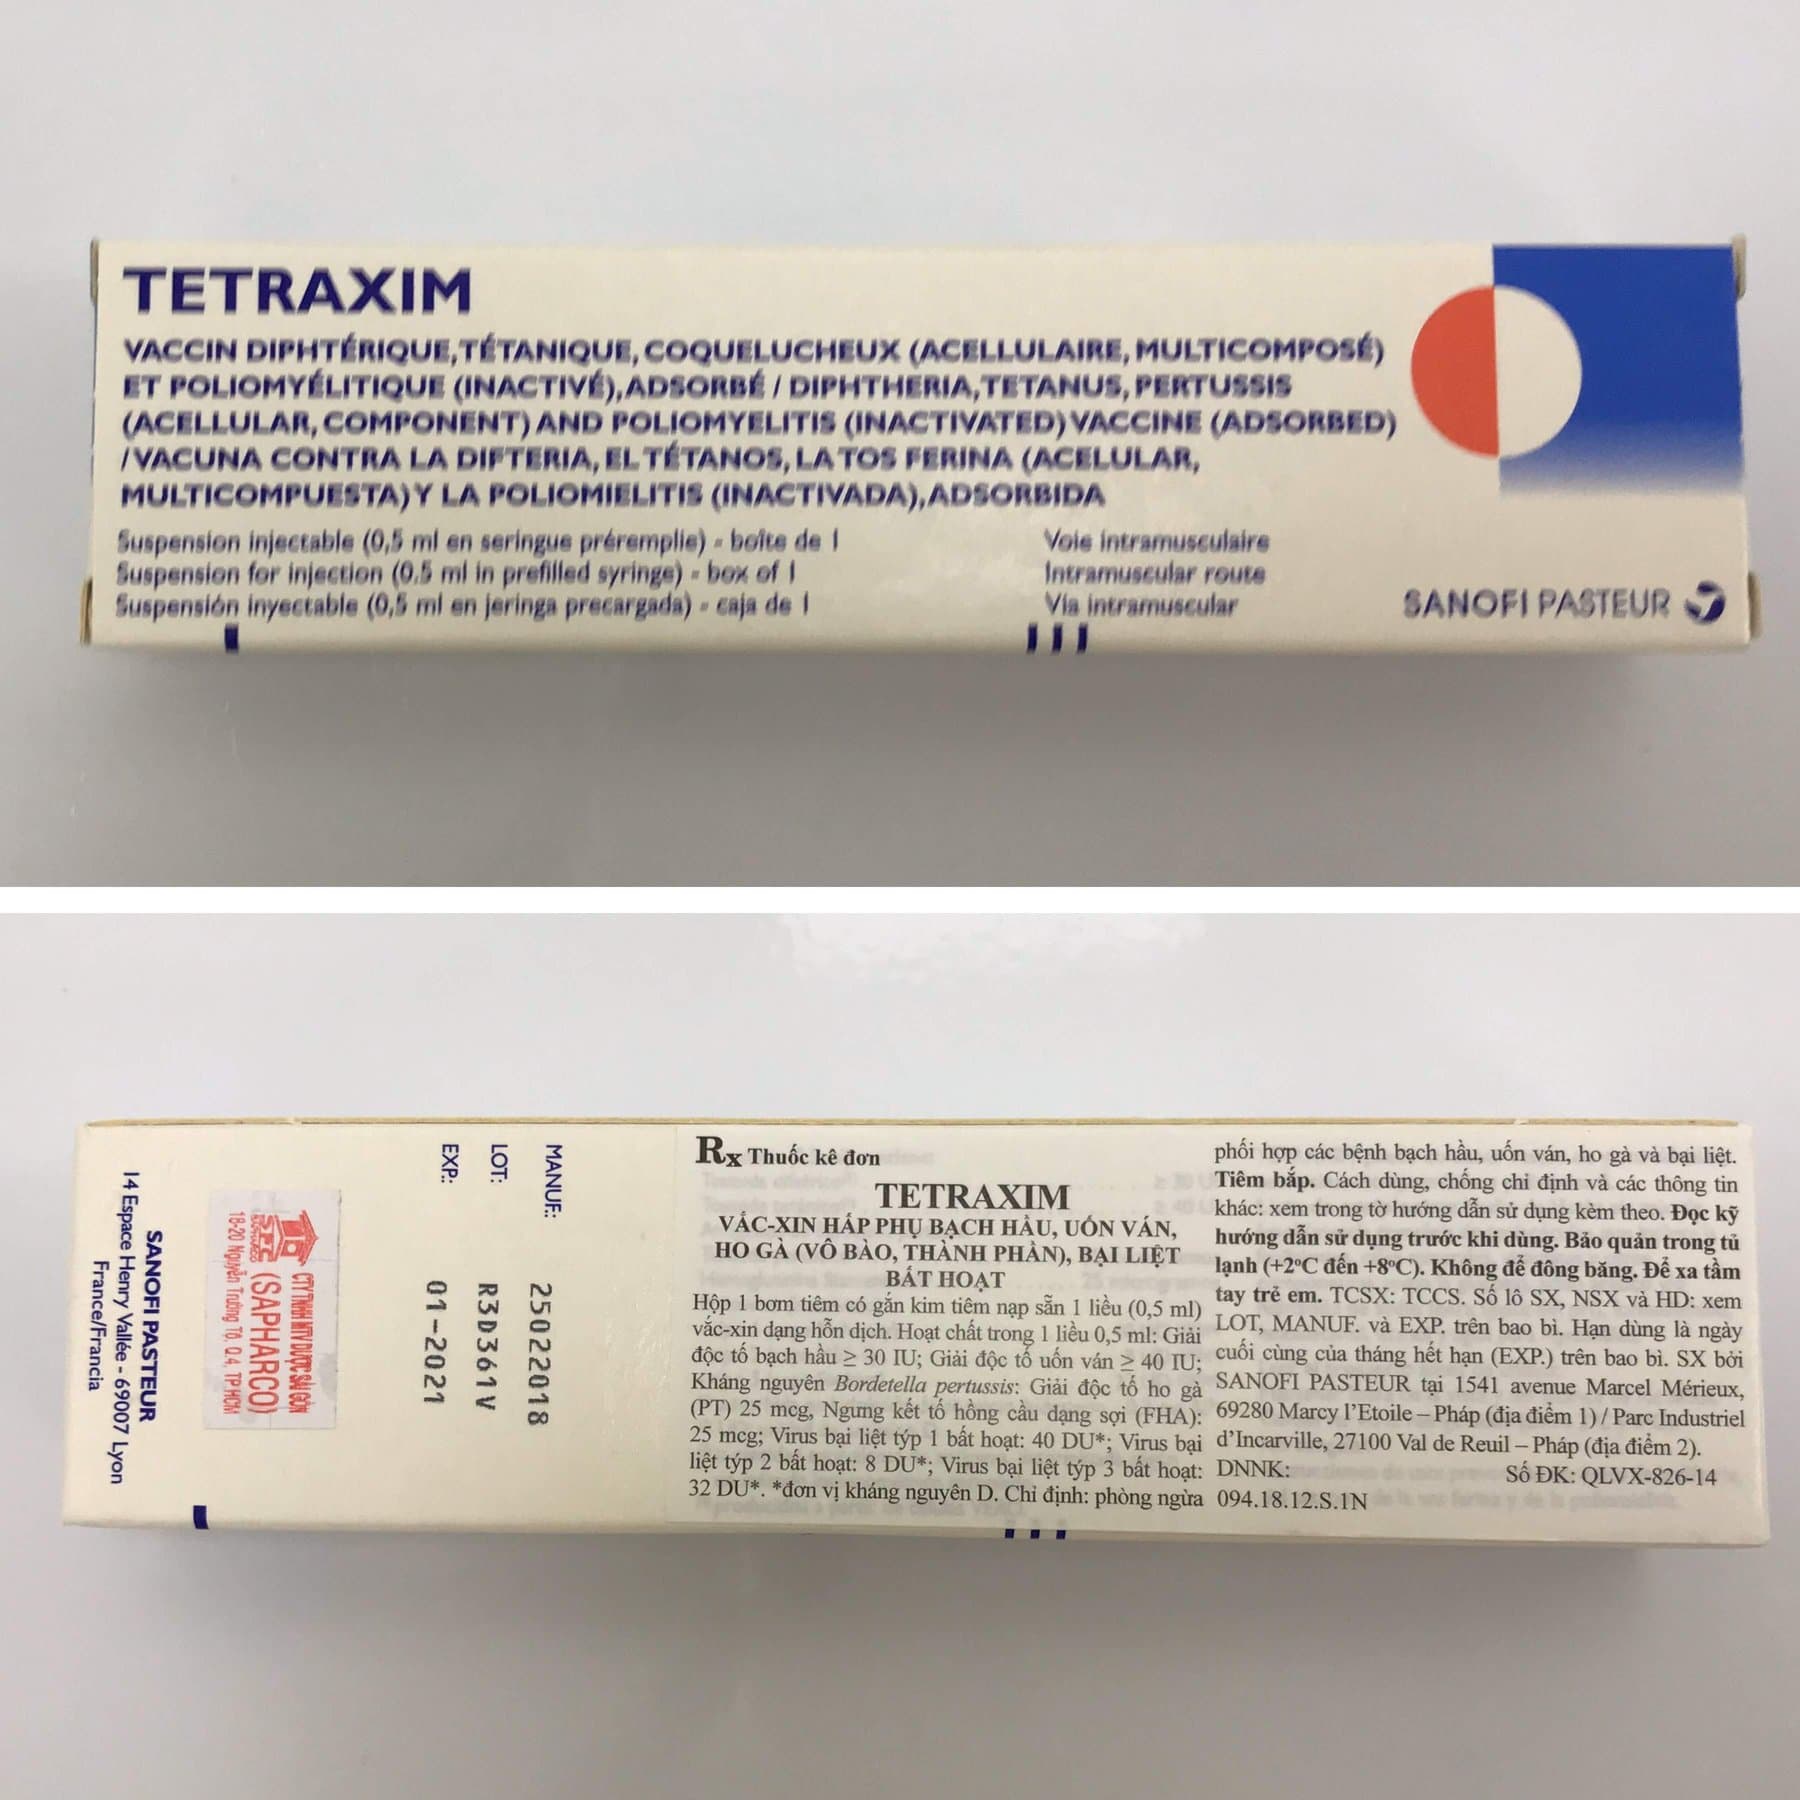 TETRAXIM
VACCIN DIPHTÉRIQUE, TÉTANIQUE, COQUELUCHEUX (ACELLULAIRE, MULTICOMPOSÉ)
ET POLIOMYÉLITIQUE (INACTIVÉ), ADSORBÉ / DIPHTHERIA, TETANUS, PERTUSSIS
(ACELLULAR, COMPONENT) AND POLIOMYELITIS (INACTIVATED) VACCINE (ADSORBED)
/ VACUNA CONTRA LA DIFTERIA, EL TÉTANOS, LA TOS FERINA (ACELULAR,
MULTICOMPUESTA) Y LA POLIOMIELITIS (INACTIVADA), ADSORBIDA
Suspension injectable (0,5 ml en seringue préremplie) - boîte de 1
Suspension for injection (0.5 ml in prefilled syringe) - box of 1
Suspensión inyectable (0,5 ml en jeringa precargada) - caja de 1
Voie intramusculaire
Intramuscular route
Vía intramuscular
SANOFI PASTEUR
SANOFI PASTEUR
14 Espace Henry Vallée - 69007 Lyon
France/Francia
CTY TNHH MTV DƯỢC SÀI GÒN
(SAPHARCO)
18-20 Nguyễn Trường Tộ, Q.4, TP.HCM
MANUF.: 25022018
LOT: R3D361V
EXP.: 01-2021
Rx Thuốc kê đơn
TETRAXIM
VẮC-XIN HẤP PHỤ BẠCH HẦU, UỐN VÁN,
HO GÀ (VÔ BÀO, THÀNH PHẦN), BẠI LIỆT
BẤT HOẠT
Hộp 1 bơm tiêm có gắn kim tiêm nạp sẵn 1 liều (0,5 ml)
vắc-xin dạng hỗn dịch. Hoạt chất trong 1 liều 0,5 ml: Giải
độc tố bạch hầu ≥ 30 IU; Giải độc tố uốn ván ≥ 40 IU;
Kháng nguyên Bordetella pertussis: Giải độc tố ho gà
(PT) 25 mcg, Ngưng kết tố hồng cầu dạng sợi (FHA):
25 mcg; Virus bại liệt týp 1 bất hoạt: 40 DU*; Virus bại
liệt týp 2 bất hoạt: 8 DU*; Virus bại liệt týp 3 bất hoạt:
32 DU*. *đơn vị kháng nguyên D. Chỉ định: phòng ngừa
phối hợp các bệnh bạch hầu, uốn ván, ho gà và bại liệt.
Tiêm bắp. Cách dùng, chống chỉ định và các thông tin
khác: xem trong tờ hướng dẫn sử dụng kèm theo. Đọc kỹ
hướng dẫn sử dụng trước khi dùng. Bảo quản trong tủ
lạnh (+2ºC đến +8ºC). Không để đông băng. Để xa tầm
tay trẻ em. TCSX: TCCS. Số lô SX, NSX và HD: xem
LOT, MANUF. và EXP. trên bao bì. Hạn dùng là ngày
cuối cùng của tháng hết hạn (EXP.) trên bao bì. SX bởi
SANOFI PASTEUR tại 1541 avenue Marcel Mérieux,
69280 Marcy l'Etoile – Pháp (địa điểm 1) / Parc Industriel
d'Incarville, 27100 Val de Reuil – Pháp (địa điểm 2).
DNNK: Số ĐK: QLVX-826-14
094.18.12.S.1N